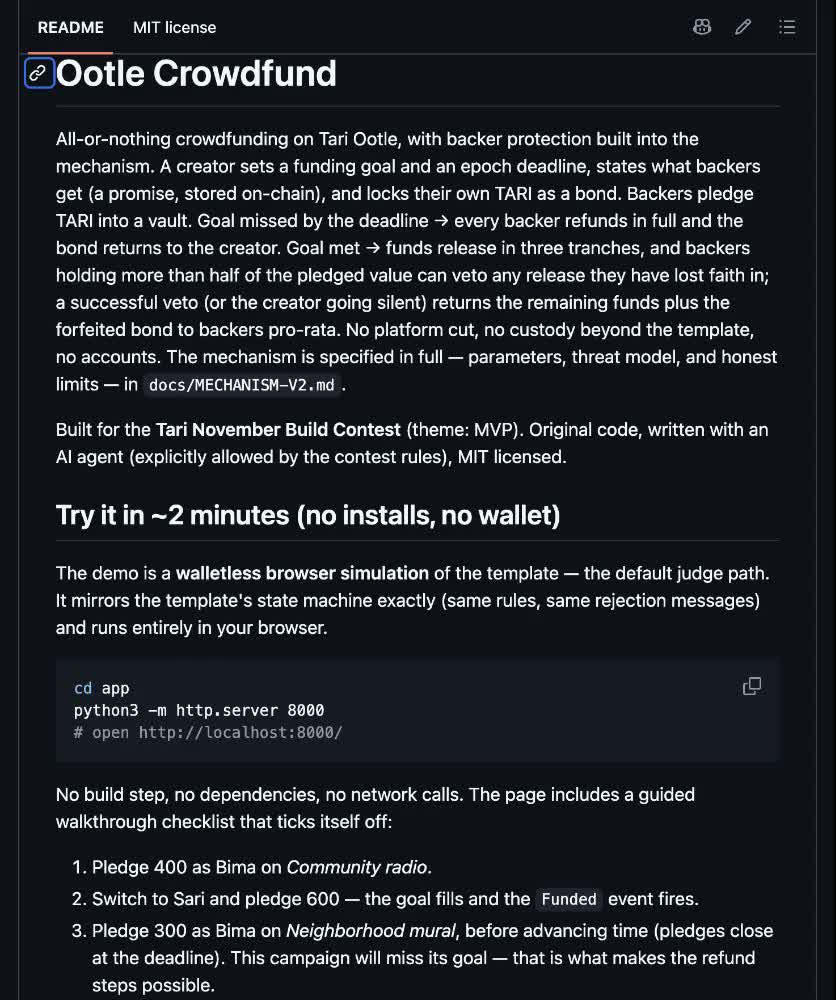 README MIT license
Ootle Crowdfund
All-or-nothing crowdfunding on Tari Ootle, with backer protection built into the
mechanism. A creator sets a funding goal and an epoch deadline, states what backers
get (a promise, stored on-chain), and locks their own TARI as a bond. Backers pledge
TARI into a vault. Goal missed by the deadline → every backer refunds in full and the
bond returns to the creator. Goal met → funds release in three tranches, and backers
holding more than half of the pledged value can veto any release they have lost faith in;
a successful veto (or the creator going silent) returns the remaining funds plus the
forfeited bond to backers pro-rata. No platform cut, no custody beyond the template,
no accounts. The mechanism is specified in full — parameters, threat model, and honest
limits — in docs/MECHANISM-V2.md.
Built for the Tari November Build Contest (theme: MVP). Original code, written with an
AI agent (explicitly allowed by the contest rules), MIT licensed.
Try it in ~2 minutes (no installs, no wallet)
The demo is a walletless browser simulation of the template — the default judge path.
It mirrors the template's state machine exactly (same rules, same rejection messages)
and runs entirely in your browser.
cd app
python3 -m http.server 8000
# open http://localhost:8000/
No build step, no dependencies, no network calls. The page includes a guided
walkthrough checklist that ticks itself off:
1. Pledge 400 as Bima on Community radio.
2. Switch to Sari and pledge 600 — the goal fills and the Funded event fires.
3. Pledge 300 as Bima on Neighborhood mural, before advancing time (pledges close
at the deadline). This campaign will miss its goal — that is what makes the refund
steps possible.